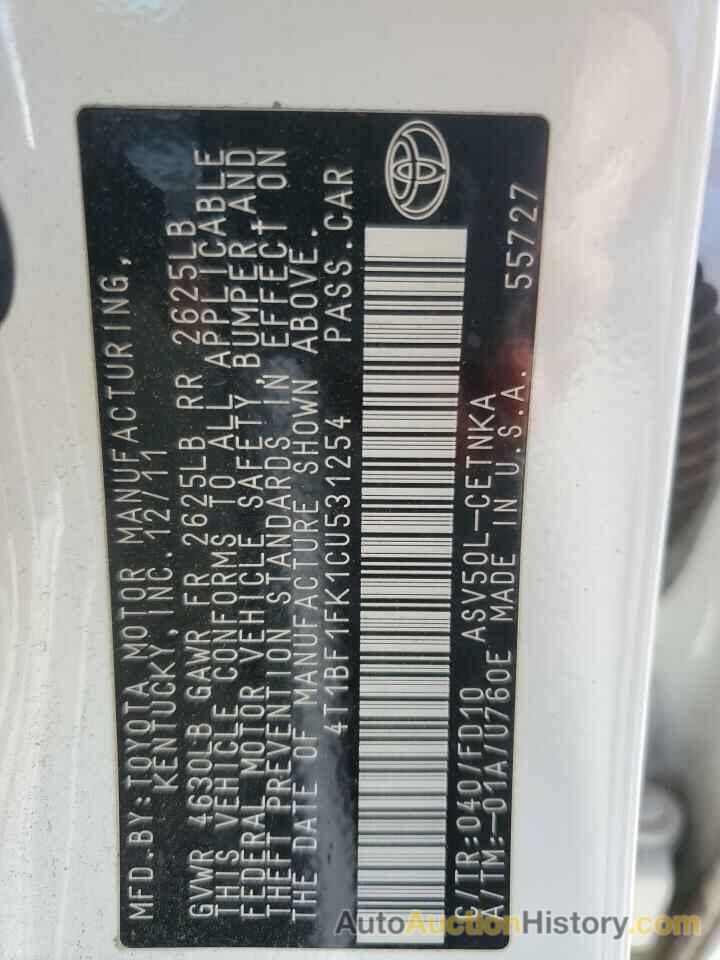 MFD.BY:TOYOTA MOTOR MANUFACTURING,
KENTUCKY, INC. 12/11
GVWR 4630LB GAWR FR 2625LB RR 2625LB
THIS VEHICLE CONFORMS TO ALL APPLICABLE
FEDERAL MOTOR VEHICLE SAFETY, BUMPER,AND
THEFT PREVENTION STANDARDS IN EFFECT ON
THE DATE OF MANUFACTURE SHOWN ABOVE.
4T1BF1FK1CU531254 PASS.CAR
C/TR:040/FD10 ASV50L-CETNKA
A/TM:-01A/U760E MADE IN U.S.A. 55727
AutoAuctionHistory.com